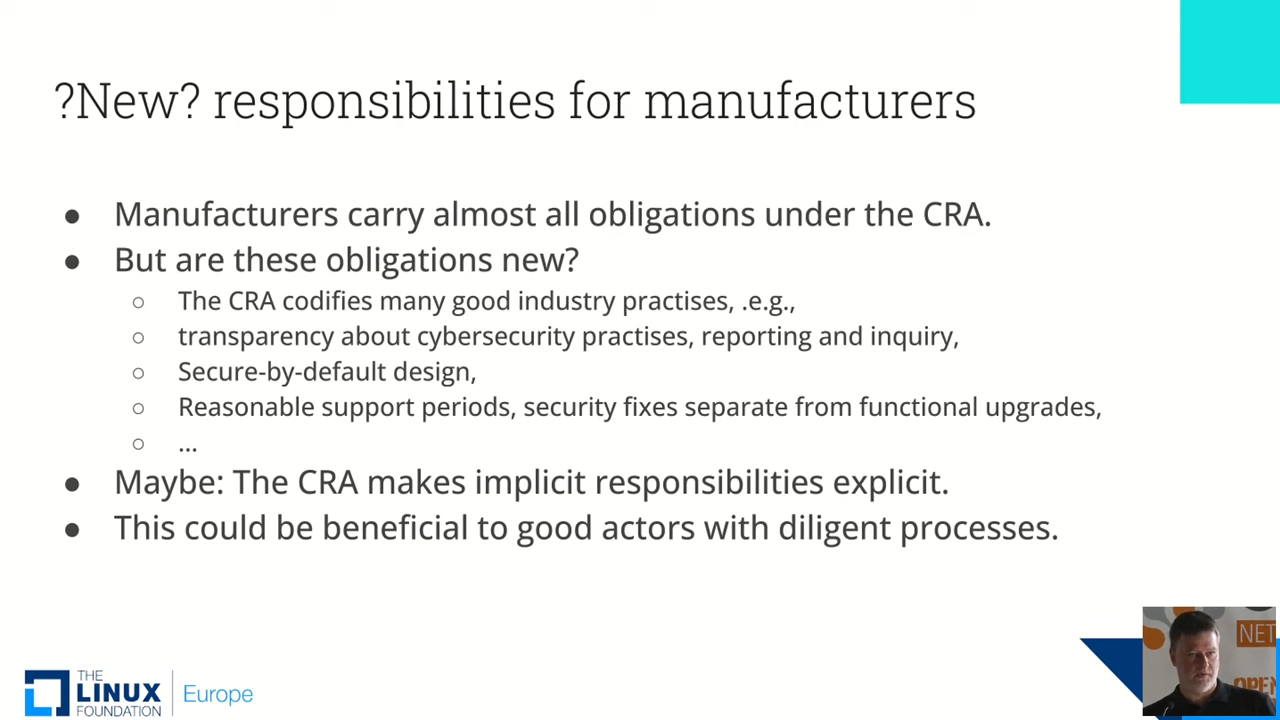 ?New? responsibilities for manufacturers
● Manufacturers carry almost all obligations under the CRA.
● But are these obligations new?
○ The CRA codifies many good industry practises, .e.g.,
○ transparency about cybersecurity practises, reporting and inquiry,
○ Secure-by-default design,
○ Reasonable support periods, security fixes separate from functional upgrades,
○ ...
● Maybe: The CRA makes implicit responsibilities explicit.
● This could be beneficial to good actors with diligent processes.
NET
OPEN
THE
LINUX
FOUNDATION
Europe